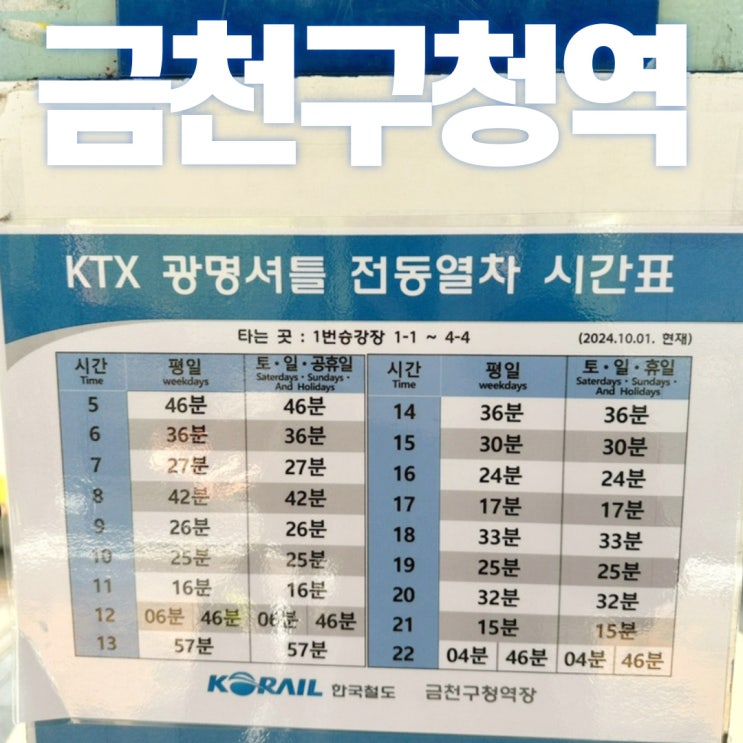 금천구청역
KTX 광명셔틀 전동열차 시간표
타는 곳 : 1번승강장 1-1 ~ 4-4 (2024.10.01. 현재)
시간 Time 평일 weekdays 토·일·공휴일 Saterdays·Sundays· And Holidays
5 46분 46분
6 36분 36분
7 27분 27분
8 42분 42분
9 26분 26분
10 25분 25분
11 16분 16분
12 06분 46분 06분 46분
13 57분 57분
시간 Time 평일 weekdays 토·일·휴일 Saterdays·Sundays· And Holidays
14 36분 36분
15 30분 30분
16 24분 24분
17 17분 17분
18 33분 33분
19 25분 25분
20 32분 32분
21 15분 15분
22 04분 46분 04분 46분
KORAIL 한국철도 금천구청역장